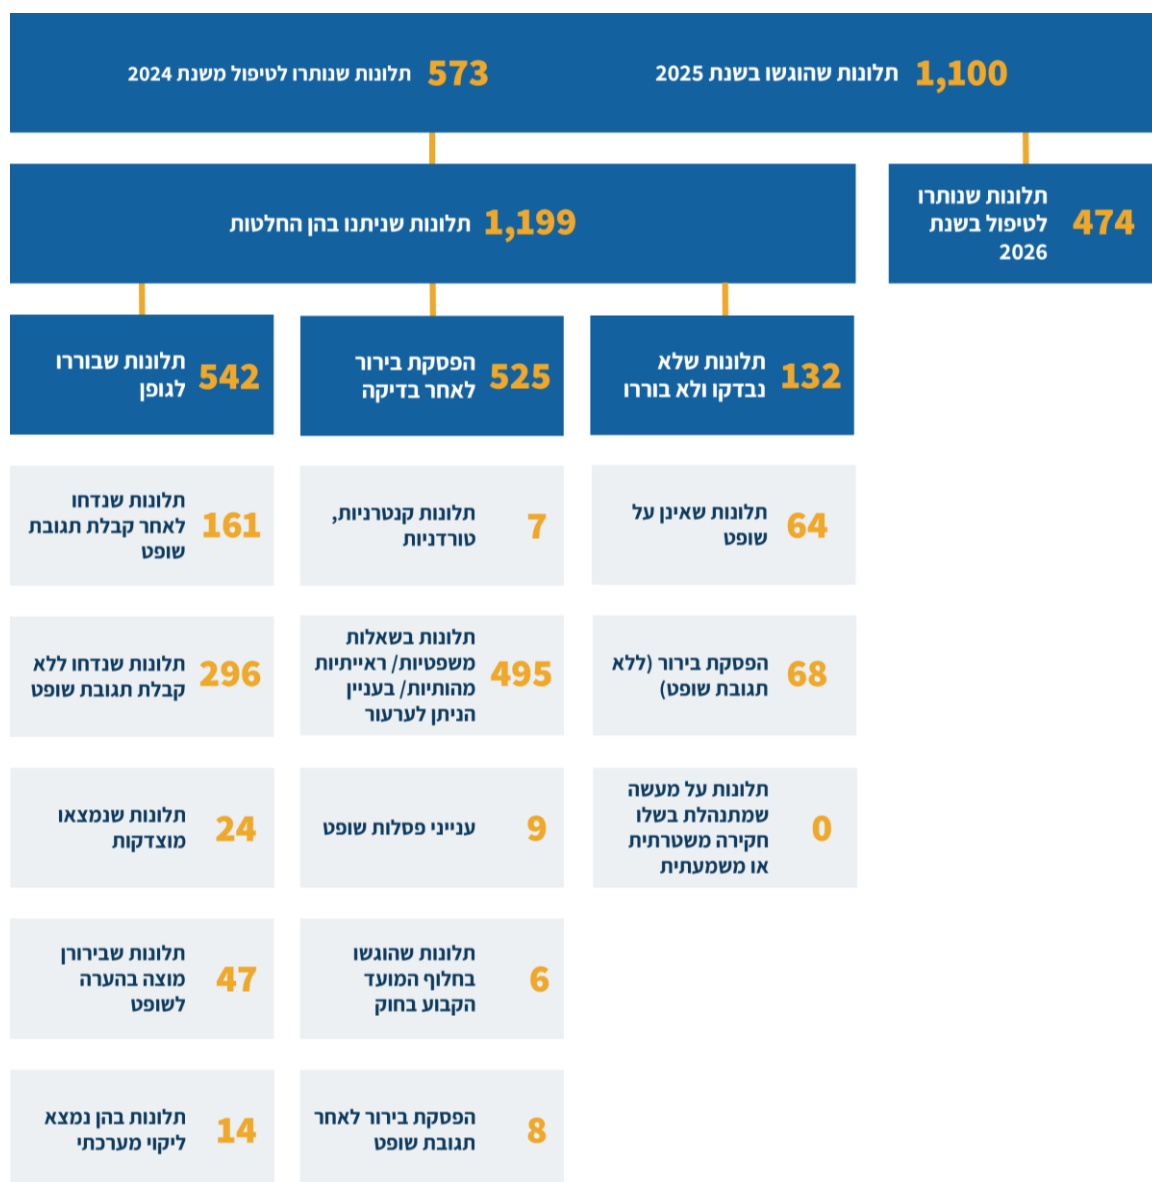 1,100 תלונות שהוגשו בשנת 2025
573 תלונות שנותרו לטיפול משנת 2024
474
תלונות שנותרו
לטיפול בשנת
2026
1,199 תלונות שניתנו בהן החלטות
132
תלונות שלא
נבדקו ולא בוררו
525
הפסקת בירור
לאחר בדיקה
542
תלונות שבוררו
לגופן
64
תלונות שאינן על
שופט
68
הפסקת בירור (ללא
תגובת שופט)
0
תלונות על מעשה
שמתנהלת בשלו
חקירה משטרתית
או משמעתית
7
תלונות קנטרניות,
טורדניות
495
תלונות בשאלות
משפטיות/ ראייתיות
מהותיות/ בעניין
הניתן לערעור
9
ענייני פסלות שופט
6
תלונות שהוגשו
בחלוף המועד
הקבוע בחוק
8
הפסקת בירור לאחר
תגובת שופט
161
תלונות שנדחו
לאחר קבלת תגובת
שופט
296
תלונות שנדחו ללא
קבלת תגובת שופט
24
תלונות שנמצאו
מוצדקות
47
תלונות שבירורן
מוצה בהערה
לשופט
14
תלונות בהן נמצא
ליקוי מערכתי